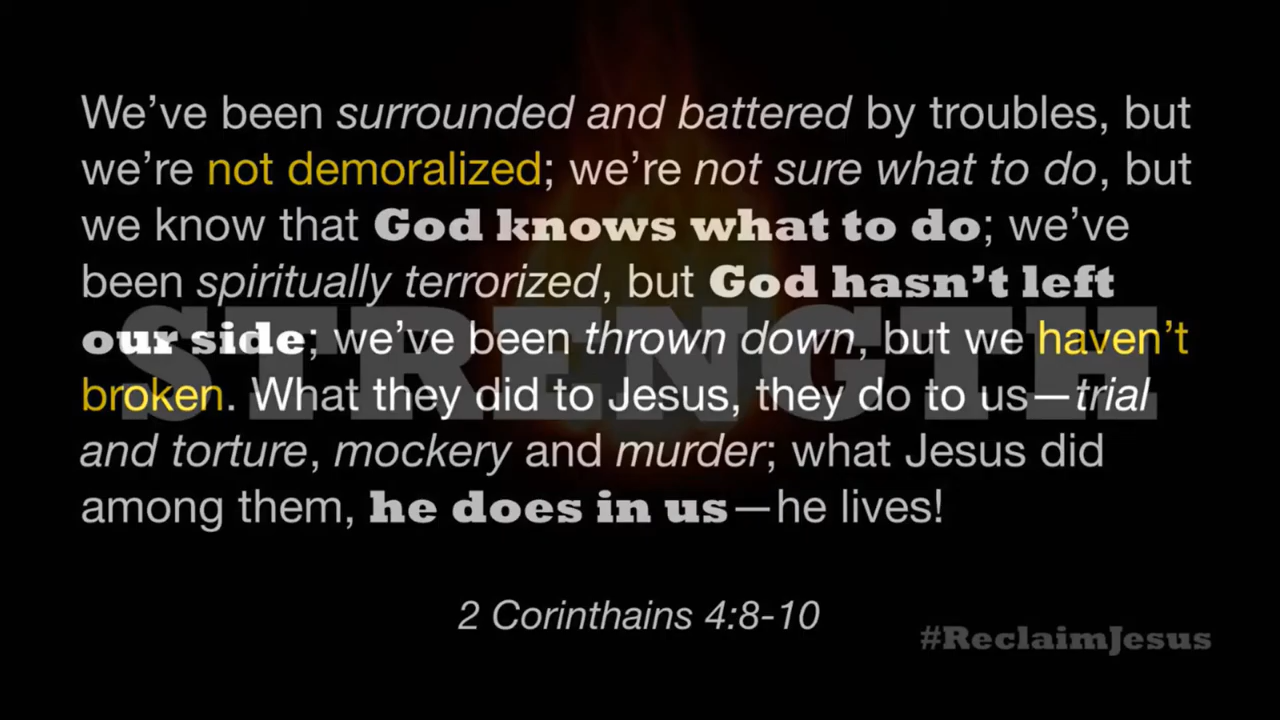 We've been surrounded and battered by troubles, but
we're not demoralized; we're not sure what to do, but
we know that God knows what to do; we've
been spiritually terrorized, but God hasn't left
our side; we've been thrown down, but we haven't
broken. What they did to Jesus, they do to us—trial
and torture, mockery and murder; what Jesus did
among them, he does in us—he lives!
STRENGTH
2 Corinthains 4:8-10
#ReclaimJesus